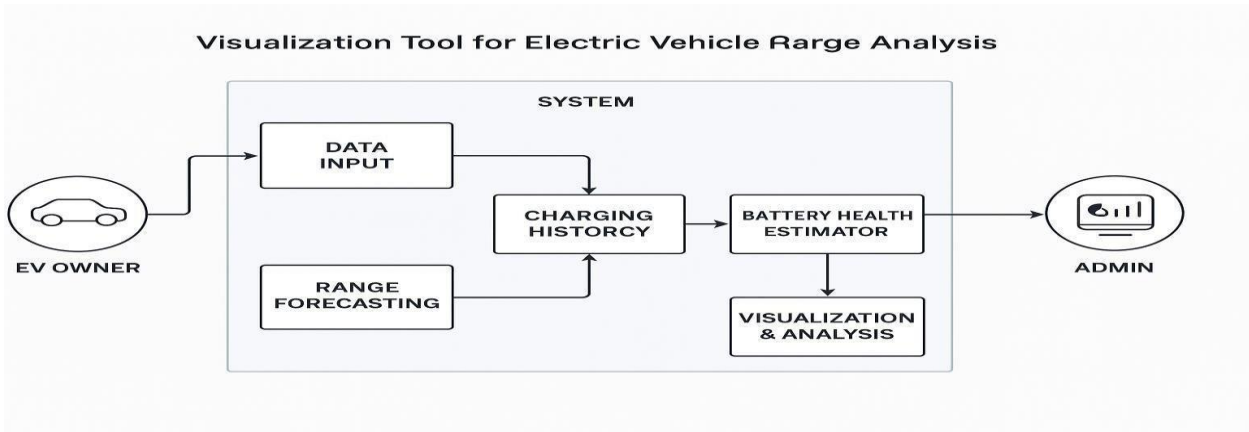 Visualization Tool for Electric Vehicle Rarge Analysis
SYSTEM
DATA
INPUT
CHARGING
HISTORCY
BATTERY HEALTH
ESTIMATOR
EV OWNER
ADMIN
RANGE
FORECASTING
VISUALIZATION
& ANALYSIS